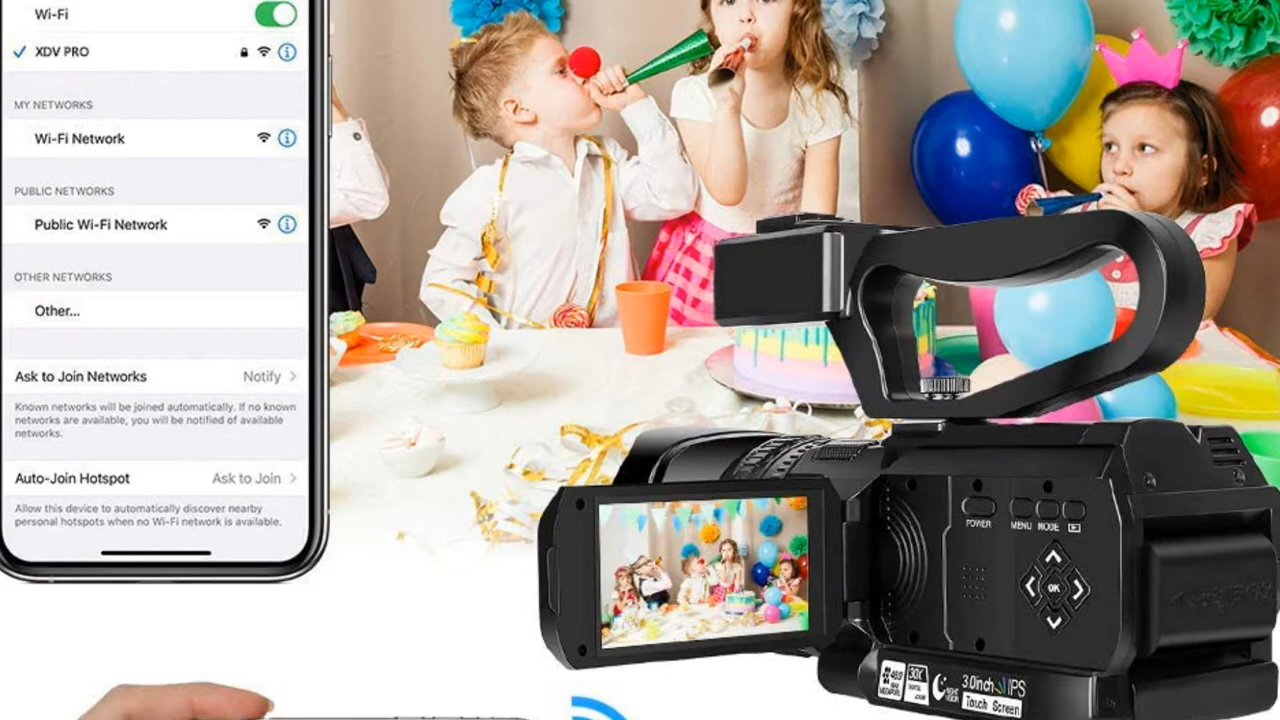 Wi-Fi
XDV PRO
MY NETWORKS
Wi-Fi Network
PUBLIC NETWORKS
Public Wi-Fi Network
OTHER NETWORKS
Other...
Ask to Join Networks Notify
Known networks will be joined automatically. If no known
networks are available, you will be notified of available
networks.
Auto-Join Hotspot Ask to Join
Allow this device to automatically discover nearby
personal hotspots when no Wi-Fi network is available.
POWER MENU MODE
OK
30X
NIGHT
VISION
3.0inch IPS
Touch Screen